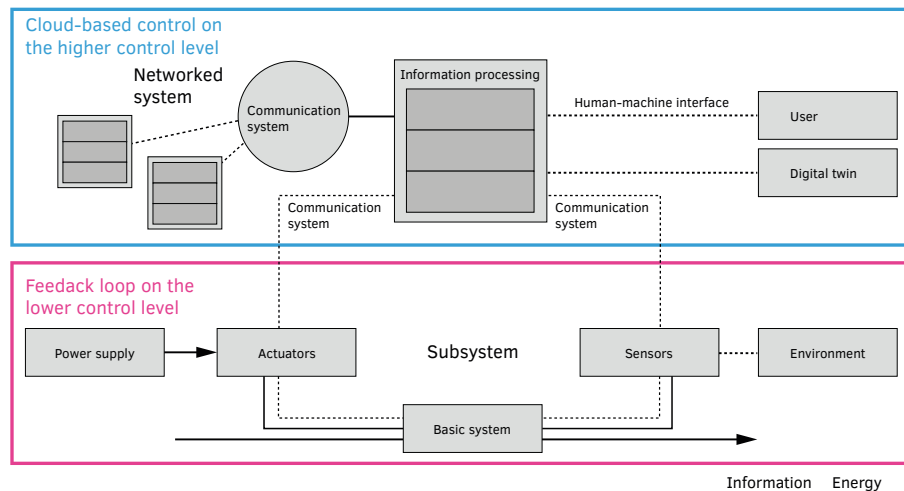 Cloud-based control on
the higher control level
Networked
system
Communication
system
Information processing
Human-machine interface
User
Digital twin
Communication
system
Communication
system
Feedack loop on the
lower control level
Power supply
Actuators
Subsystem
Sensors
Environment
Basic system
Information Energy